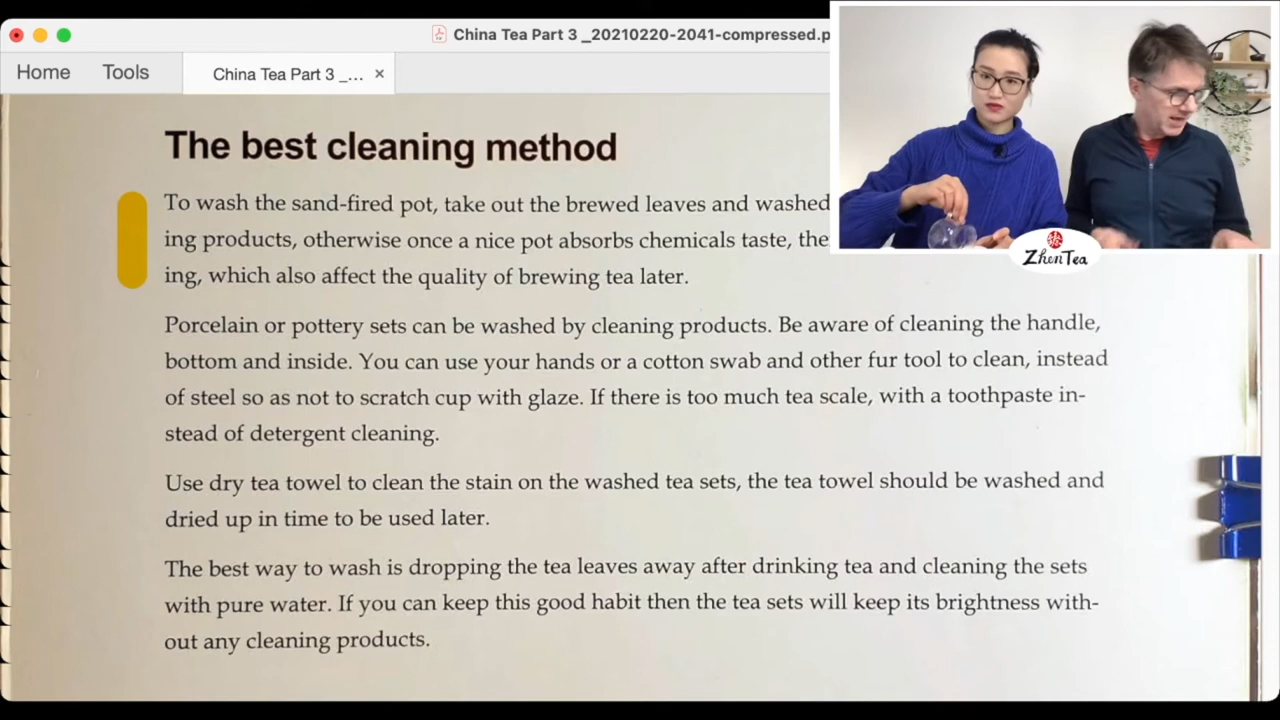 China Tea Part 3 _20210220-2041-compressed.p
Home
Tools
China Tea Part 3 _... ×
The best cleaning method
To wash the sand-fired pot, take out the brewed leaves and washed
ing products, otherwise once a nice pot absorbs chemicals taste, the
ing, which also affect the quality of brewing tea later.
Porcelain or pottery sets can be washed by cleaning products. Be aware of cleaning the handle,
bottom and inside. You can use your hands or a cotton swab and other fur tool to clean, instead
of steel so as not to scratch cup with glaze. If there is too much tea scale, with a toothpaste in-
stead of detergent cleaning.
Use dry tea towel to clean the stain on the washed tea sets, the tea towel should be washed and
dried up in time to be used later.
The best way to wash is dropping the tea leaves away after drinking tea and cleaning the sets
with pure water. If you can keep this good habit then the tea sets will keep its brightness with-
out any cleaning products.
ZhenTea